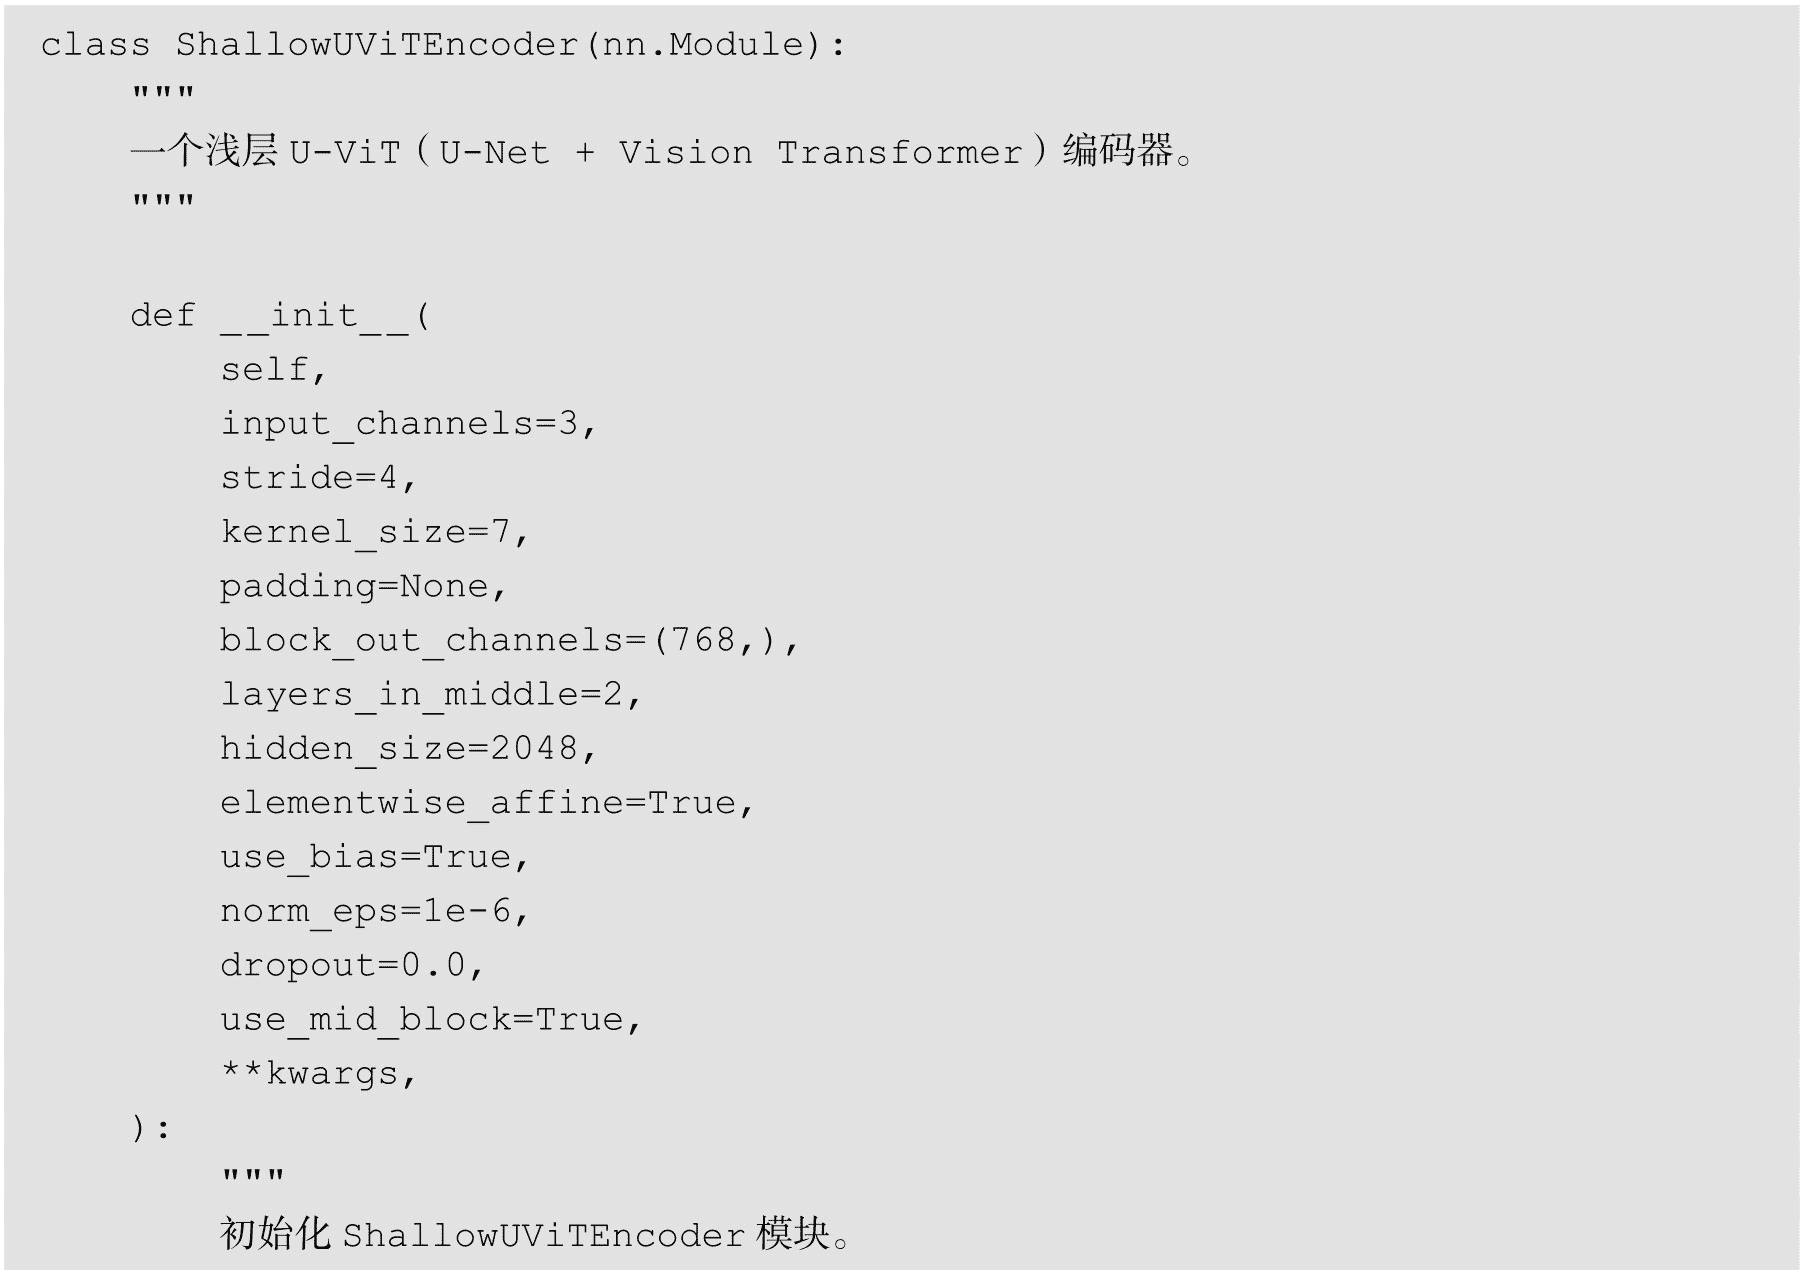 class ShallowUViTEncoder(nn.Module):
    """
    一个浅层 U-ViT（U-Net + Vision Transformer）编码器。
    """

    def __init__(
        self,
        input_channels=3,
        stride=4,
        kernel_size=7,
        padding=None,
        block_out_channels=(768,),
        layers_in_middle=2,
        hidden_size=2048,
        elementwise_affine=True,
        use_bias=True,
        norm_eps=1e-6,
        dropout=0.0,
        use_mid_block=True,
        **kwargs,
    ):
        """
        初始化 ShallowUViTEncoder 模块。